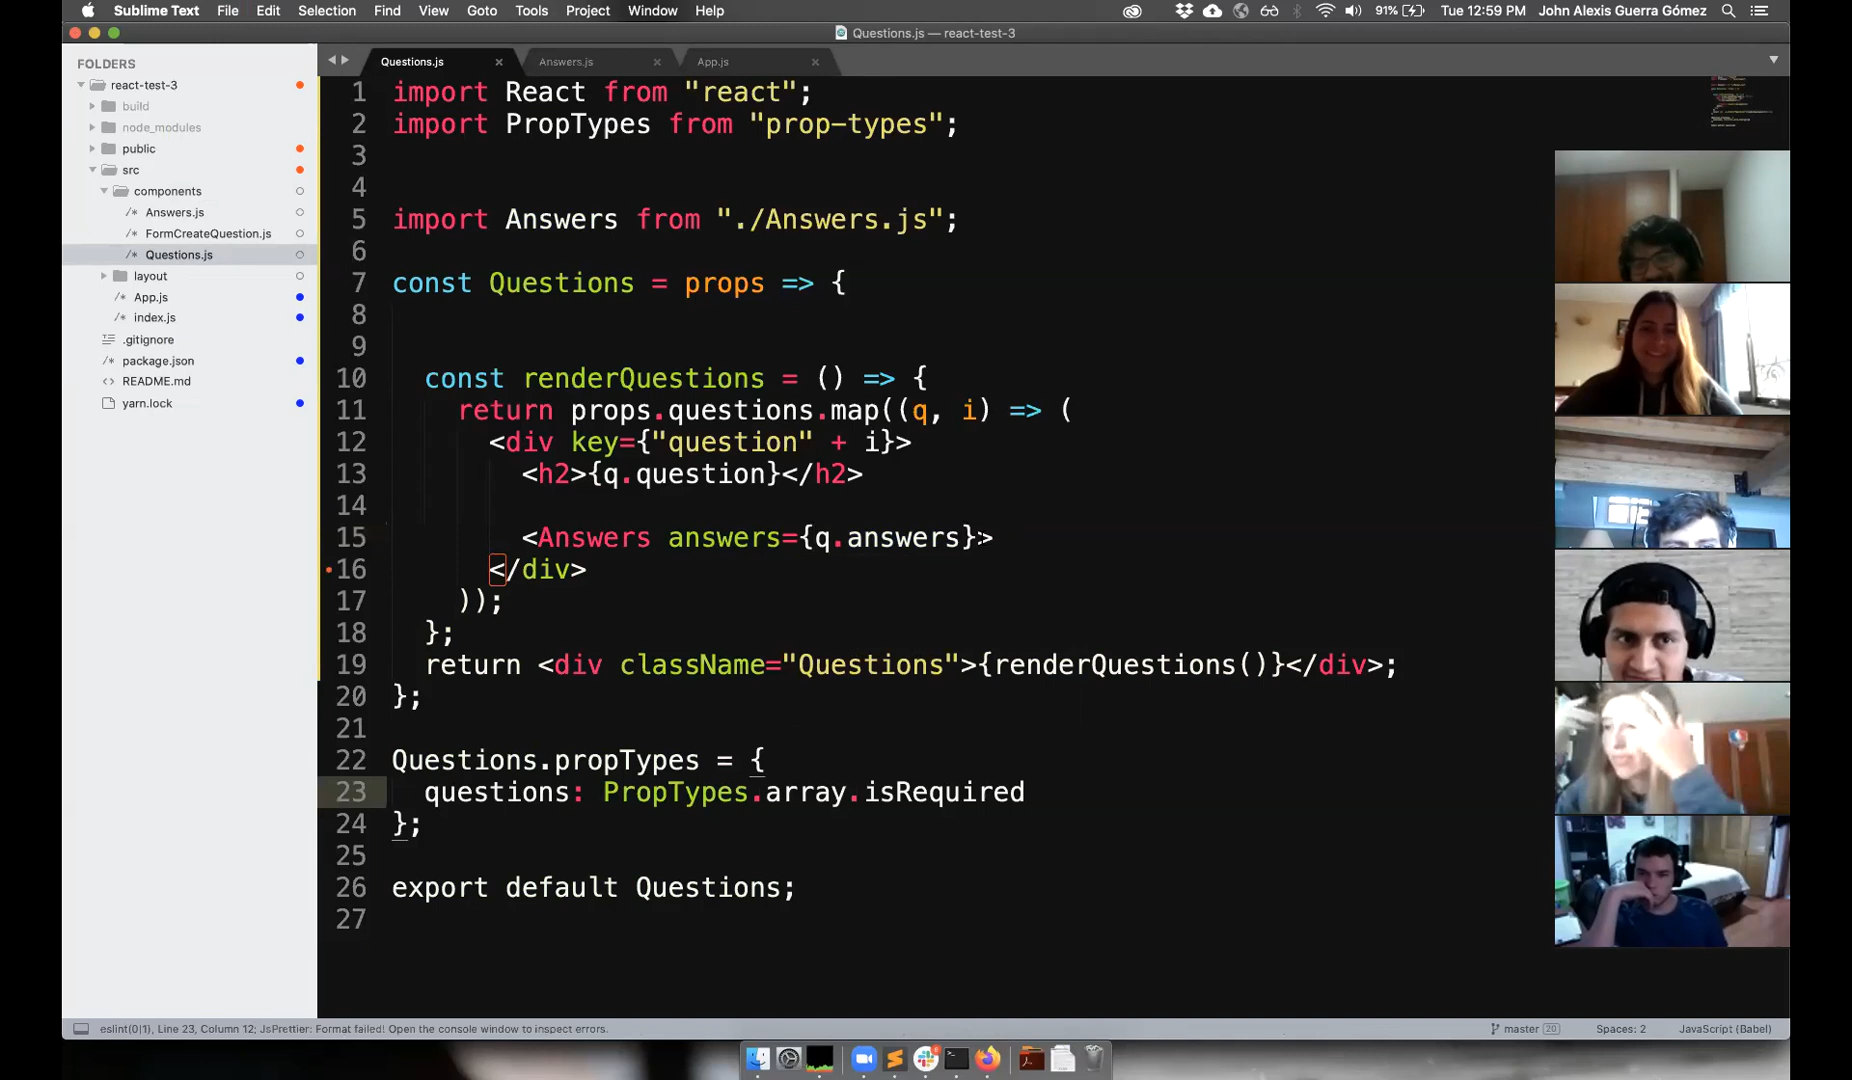 Sublime Text File Edit Selection Find View Goto Tools Project Window Help 91% Tue 12:59 PM John Alexis Guerra Gómez
Questions.js — react-test-3
FOLDERS
react-test-3
build
node_modules
public
src
components
/* Answers.js
/* FormCreateQuestion.js
/* Questions.js
layout
/* App.js
/* index.js
.gitignore
/* package.json
<> README.md
yarn.lock
Questions.js Answers.js App.js
1 import React from "react";
2 import PropTypes from "prop-types";
3
4
5 import Answers from "./Answers.js";
6
7 const Questions = props => {
8
9
10 const renderQuestions = () => {
11 return props.questions.map((q, i) => (
12 <div key={"question" + i}>
13 <h2>{q.question}</h2>
14
15 <Answers answers={q.answers}>
16 </div>
17 ));
18 };
19 return <div className="Questions">{renderQuestions()}</div>;
20 };
21
22 Questions.propTypes = {
23 questions: PropTypes.array.isRequired
24 };
25
26 export default Questions;
27
eslint(0|1), Line 23, Column 12; JsPrettier: Format failed! Open the console window to inspect errors. master 20 Spaces: 2 JavaScript (Babel)